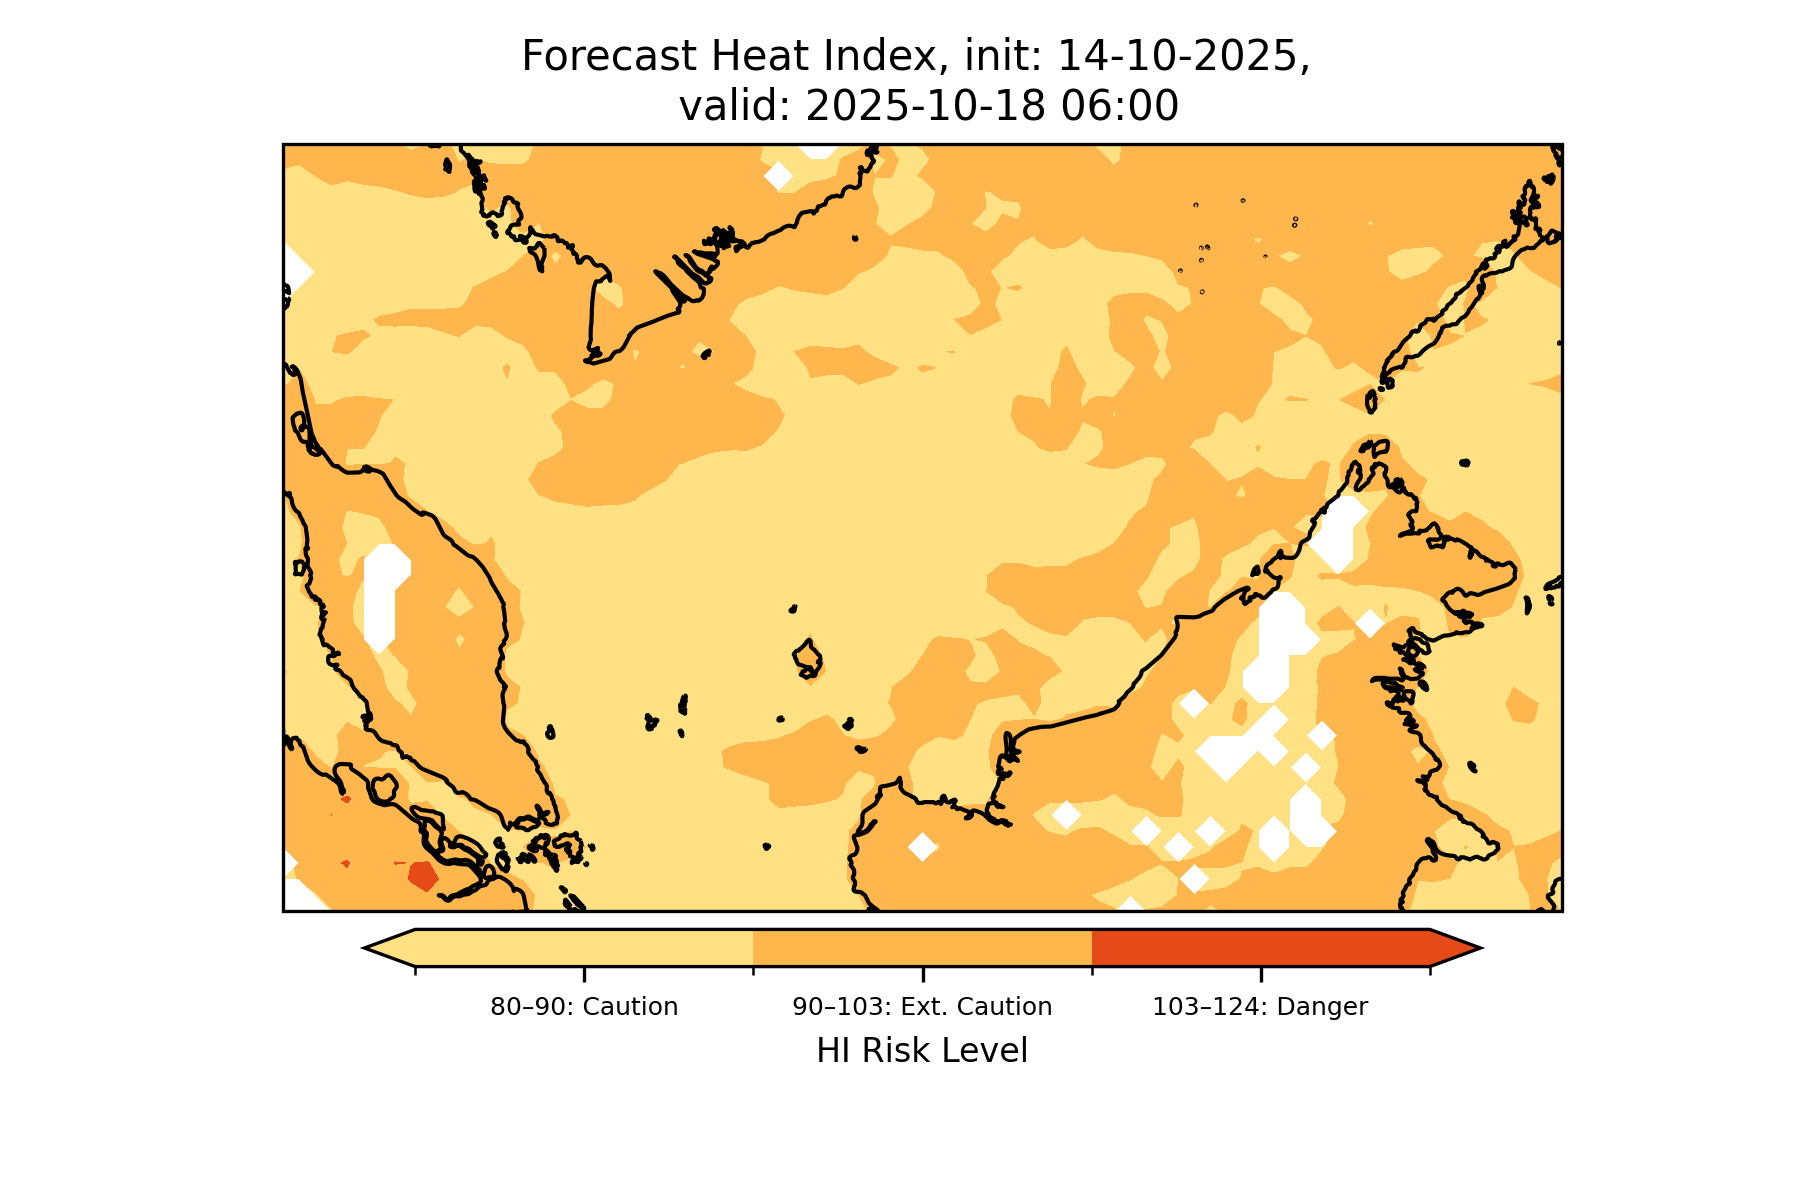 Forecast Heat Index, init: 14-10-2025,
valid: 2025-10-18 06:00
80–90: Caution
90–103: Ext. Caution
103–124: Danger
HI Risk Level